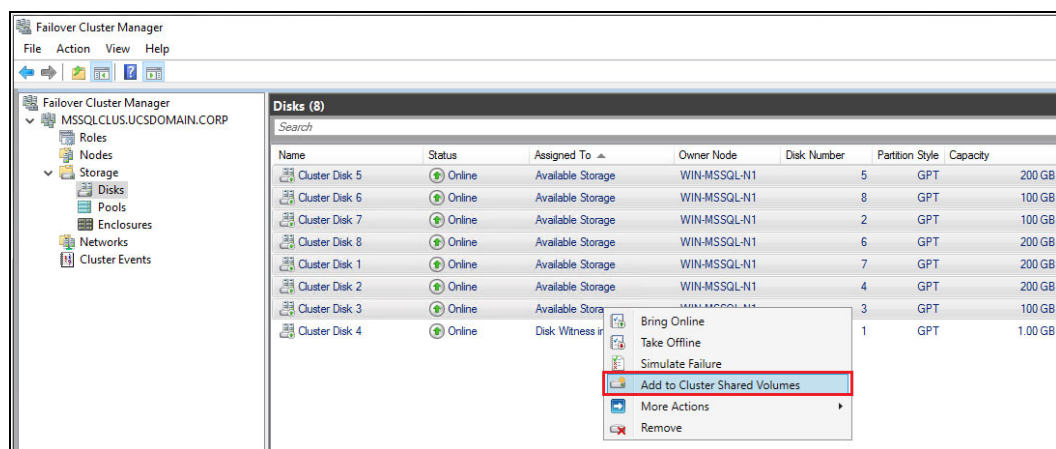 Failover Cluster Manager
File Action View Help
Failover Cluster Manager
MSSQLCLUS.UCSDOMAIN.CORP
Roles
Nodes
Storage
Disks
Pools
Enclosures
Networks
Cluster Events
Disks (8)
Search
Name Status Assigned To Owner Node Disk Number Partition Style Capacity
Cluster Disk 5 Online Available Storage WIN-MSSQL-N1 5 GPT 200 GB
Cluster Disk 6 Online Available Storage WIN-MSSQL-N1 8 GPT 100 GB
Cluster Disk 7 Online Available Storage WIN-MSSQL-N1 2 GPT 100 GB
Cluster Disk 8 Online Available Storage WIN-MSSQL-N1 6 GPT 200 GB
Cluster Disk 1 Online Available Storage WIN-MSSQL-N1 7 GPT 200 GB
Cluster Disk 2 Online Available Storage WIN-MSSQL-N1 4 GPT 200 GB
Cluster Disk 3 Online Available Stora 3 GPT 100 GB
Cluster Disk 4 Online Disk Witness in 1 GPT 1.00 GB
Bring Online
Take Offline
Simulate Failure
Add to Cluster Shared Volumes
More Actions
Remove